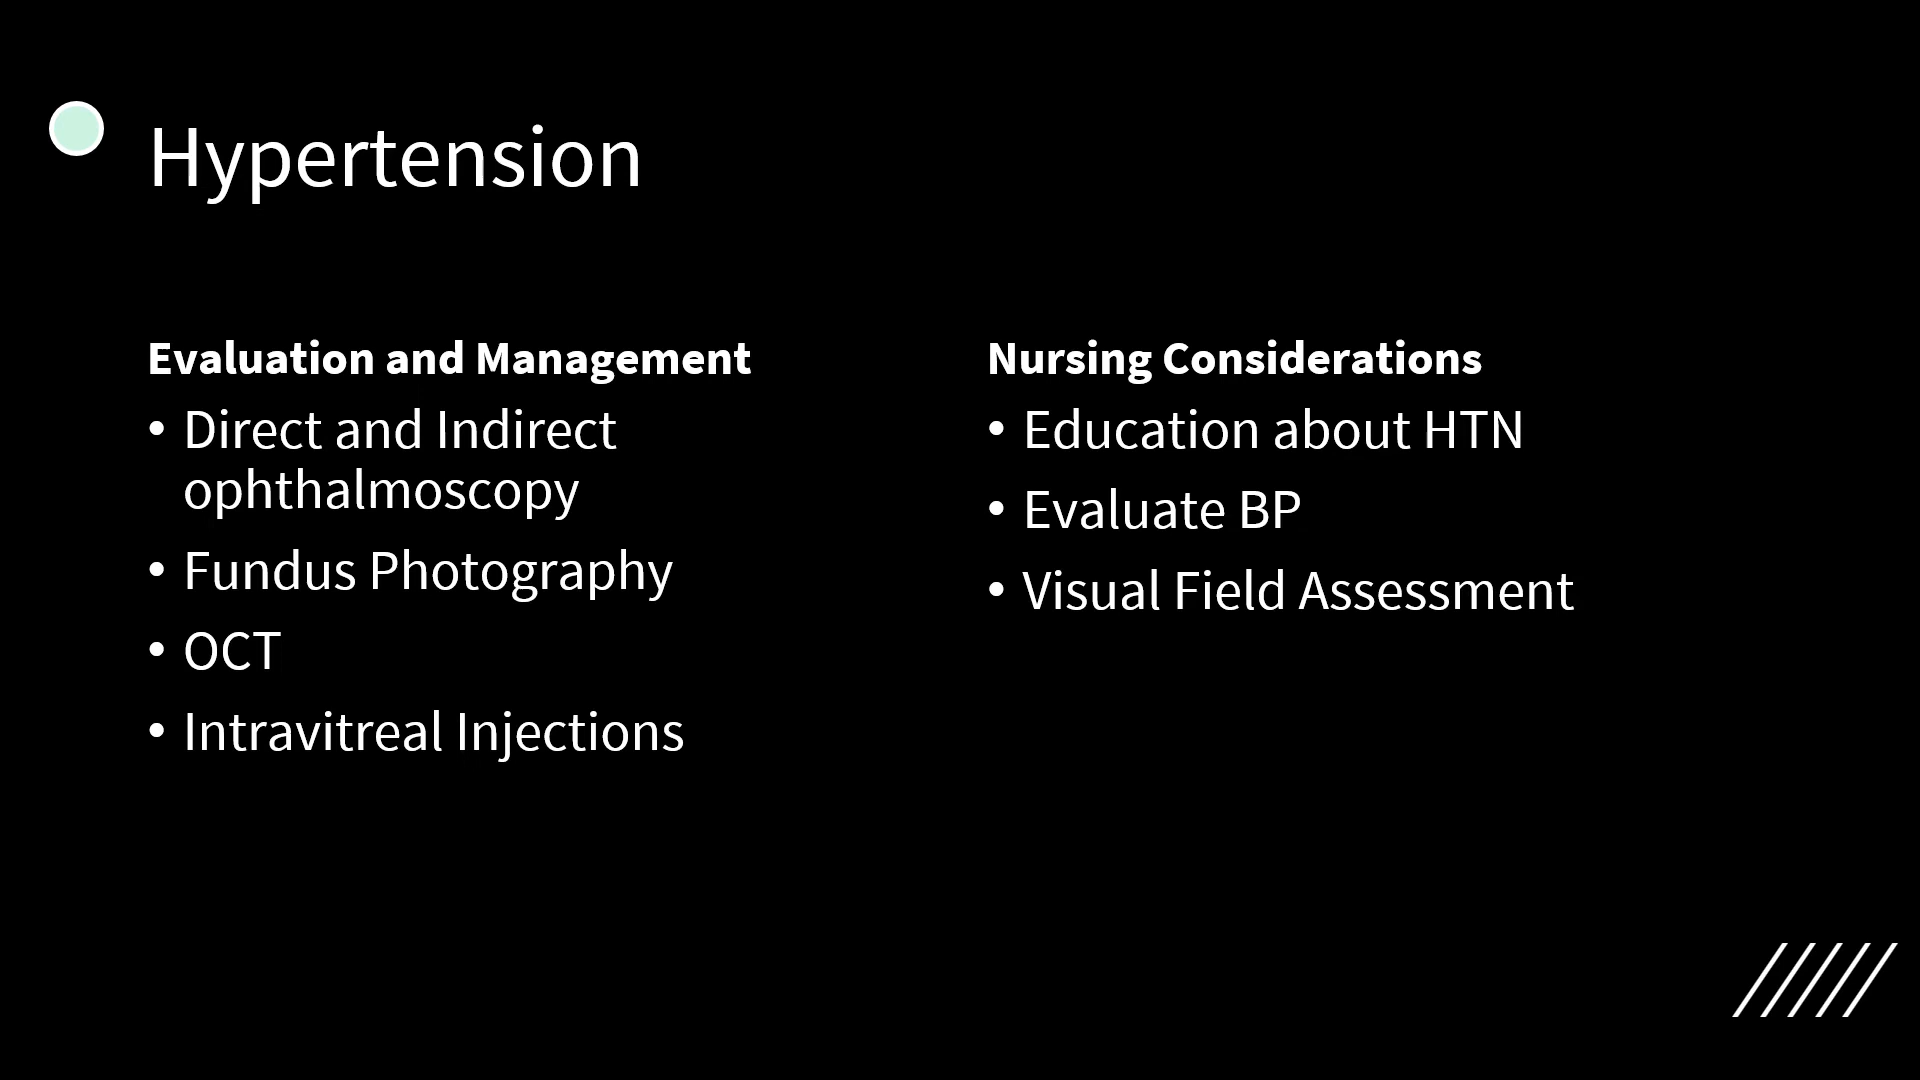 Hypertension
Evaluation and Management
• Direct and Indirect
ophthalmoscopy
• Fundus Photography
• OCT
• Intravitreal Injections
Nursing Considerations
• Education about HTN
• Evaluate BP
• Visual Field Assessment